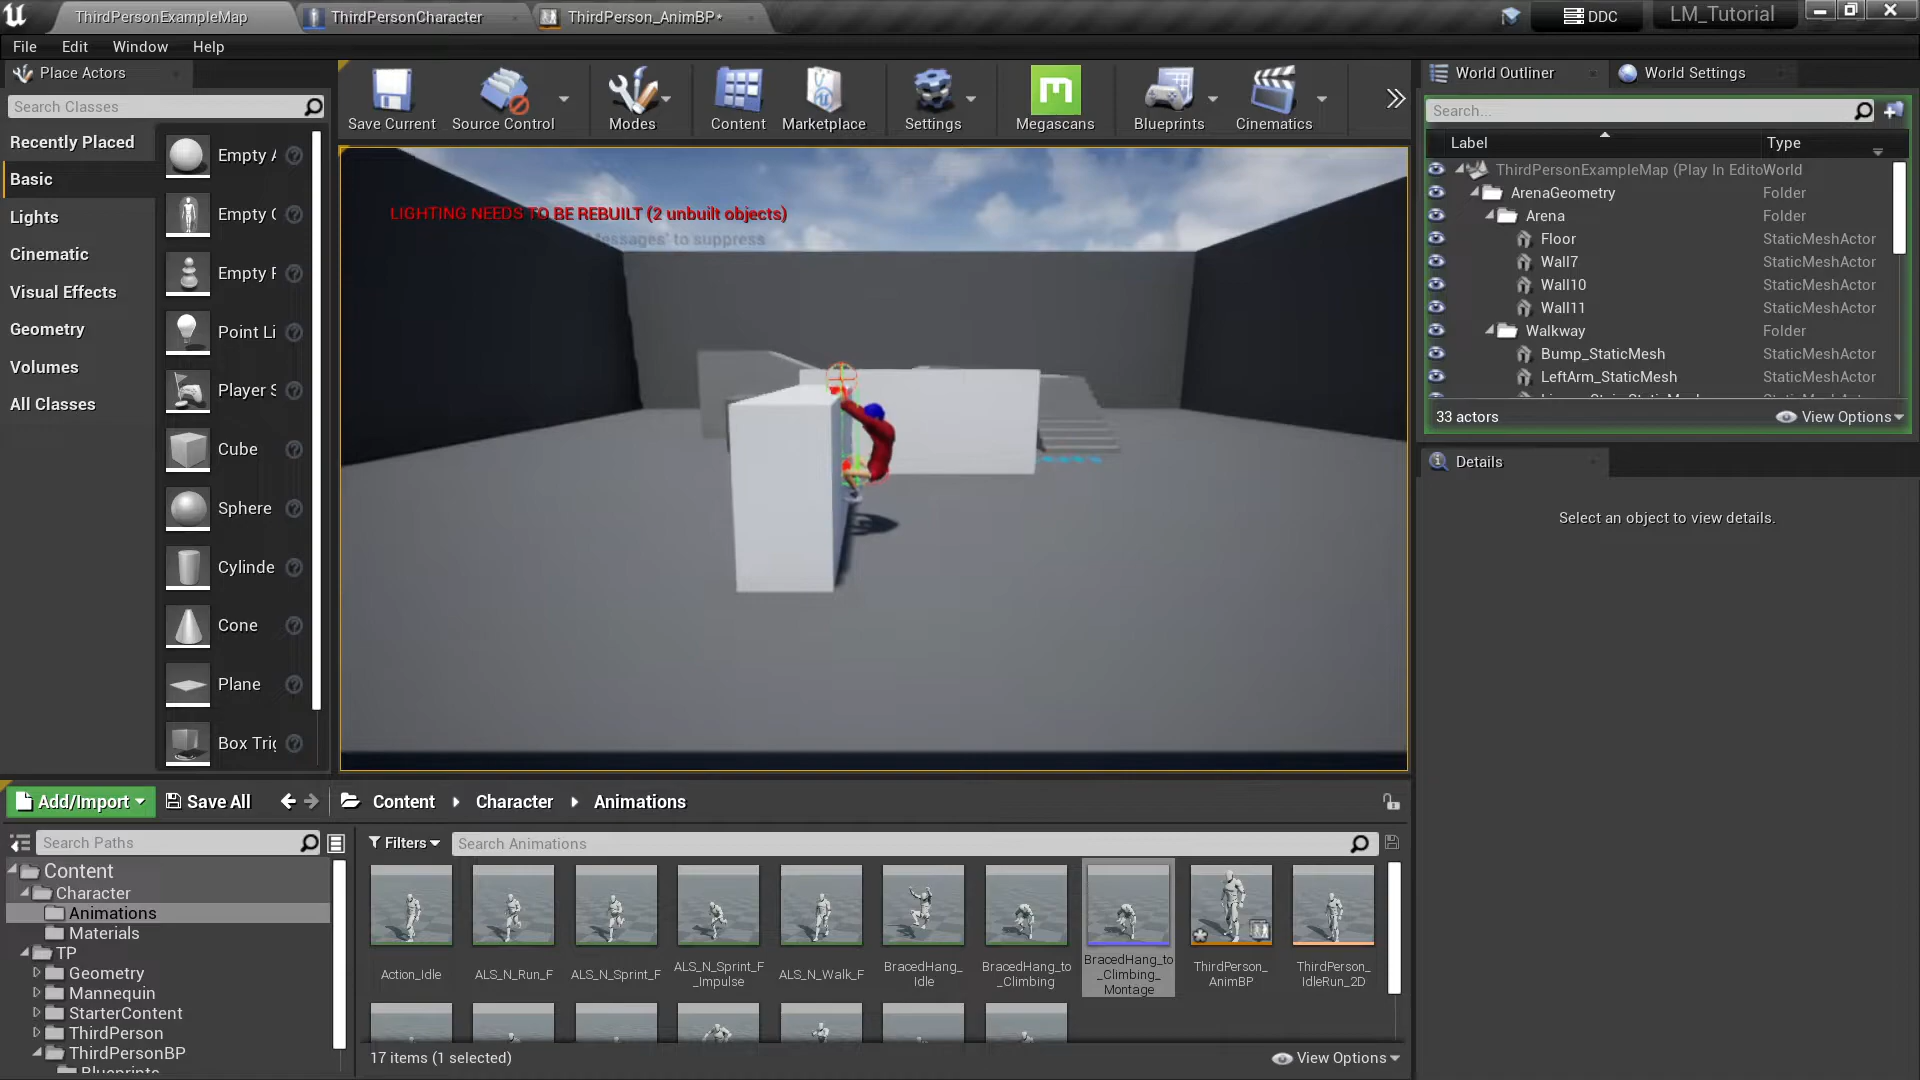 ThirdPersonExampleMap
ThirdPersonCharacter
ThirdPerson_AnimBP*
DDC
LM_Tutorial
File Edit Window Help
Place Actors
Search Classes
Recently Placed
Basic
Lights
Cinematic
Visual Effects
Geometry
Volumes
All Classes
Empty A
Empty C
Empty P
Point Li
Player S
Cube
Sphere
Cylinde
Cone
Plane
Box Trig
Save Current
Source Control
Modes
Content
Marketplace
Settings
Megascans
Blueprints
Cinematics
LIGHTING NEEDS TO BE REBUILT (2 unbuilt objects)
Messages' to suppress
World Outliner
World Settings
Search...
Label Type
ThirdPersonExampleMap (Play In Edito World
ArenaGeometry Folder
Arena Folder
Floor StaticMeshActor
Wall7 StaticMeshActor
Wall10 StaticMeshActor
Wall11 StaticMeshActor
Walkway Folder
Bump_StaticMesh StaticMeshActor
LeftArm_StaticMesh StaticMeshActor
33 actors
View Options
Details
Select an object to view details.
Add/Import
Save All
Content
Character
Animations
Search Paths
Content
Character
Animations
Materials
TP
Geometry
Mannequin
StarterContent
ThirdPerson
ThirdPersonBP
Blueprints
Filters
Search Animations
Action_Idle
ALS_N_Run_F
ALS_N_Sprint_F
ALS_N_Sprint_F
_Impulse
ALS_N_Walk_F
BracedHang_
Idle
BracedHang_to
_Climbing
BracedHang_to
_Climbing_
Montage
ThirdPerson_
AnimBP
ThirdPerson_
IdleRun_2D
17 items (1 selected)
View Options